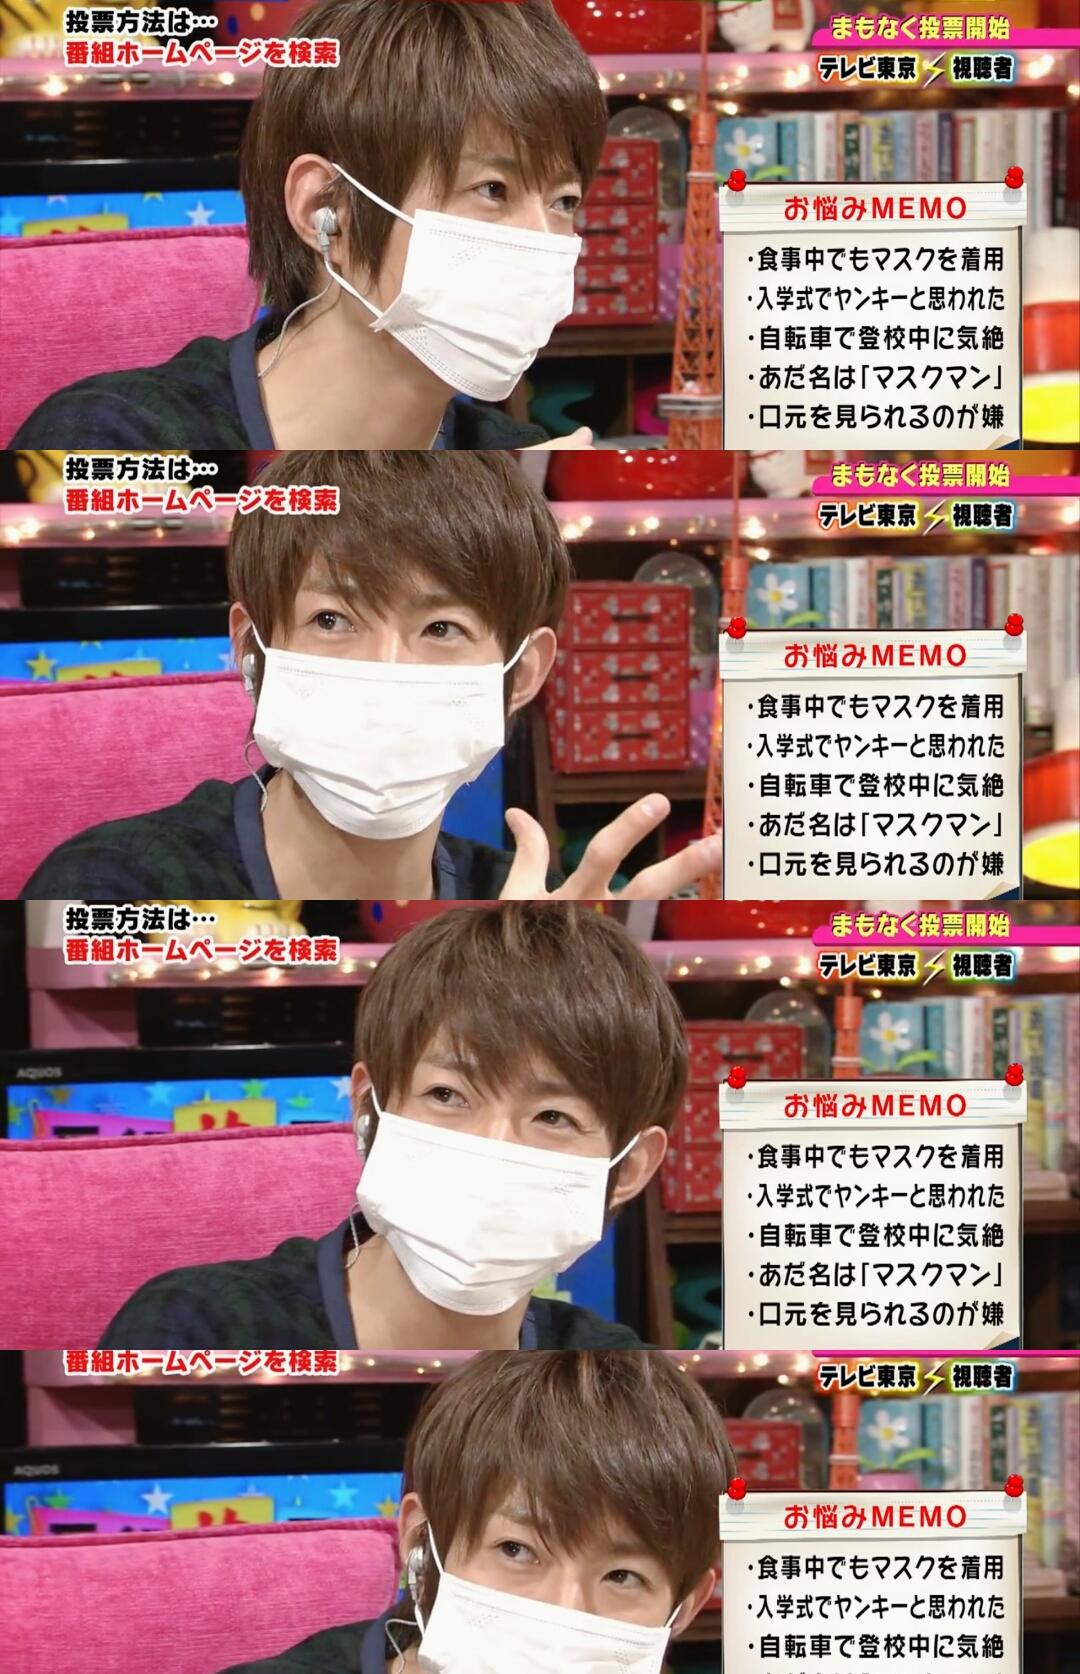 投票方法は…
番組ホームページを検索
まもなく投票開始
テレビ東京⚡視聴者
お悩みMEMO
・食事中でもマスクを着用
・入学式でヤンキーと思われた
・自転車で登校中に気絶
・あだ名は「マスクマン」
・口元を見られるのが嫌
投票方法は…
番組ホームページを検索
まもなく投票開始
テレビ東京⚡視聴者
お悩みMEMO
・食事中でもマスクを着用
・入学式でヤンキーと思われた
・自転車で登校中に気絶
・あだ名は「マスクマン」
・口元を見られるのが嫌
投票方法は…
番組ホームページを検索
まもなく投票開始
テレビ東京⚡視聴者
AQUOS
お悩みMEMO
・食事中でもマスクを着用
・入学式でヤンキーと思われた
・自転車で登校中に気絶
・あだ名は「マスクマン」
・口元を見られるのが嫌
番組ホームページを検索
テレビ東京⚡視聴者
AQUOS
お悩みMEMO
・食事中でもマスクを着用
・入学式でヤンキーと思われた
・自転車で登校中に気絶